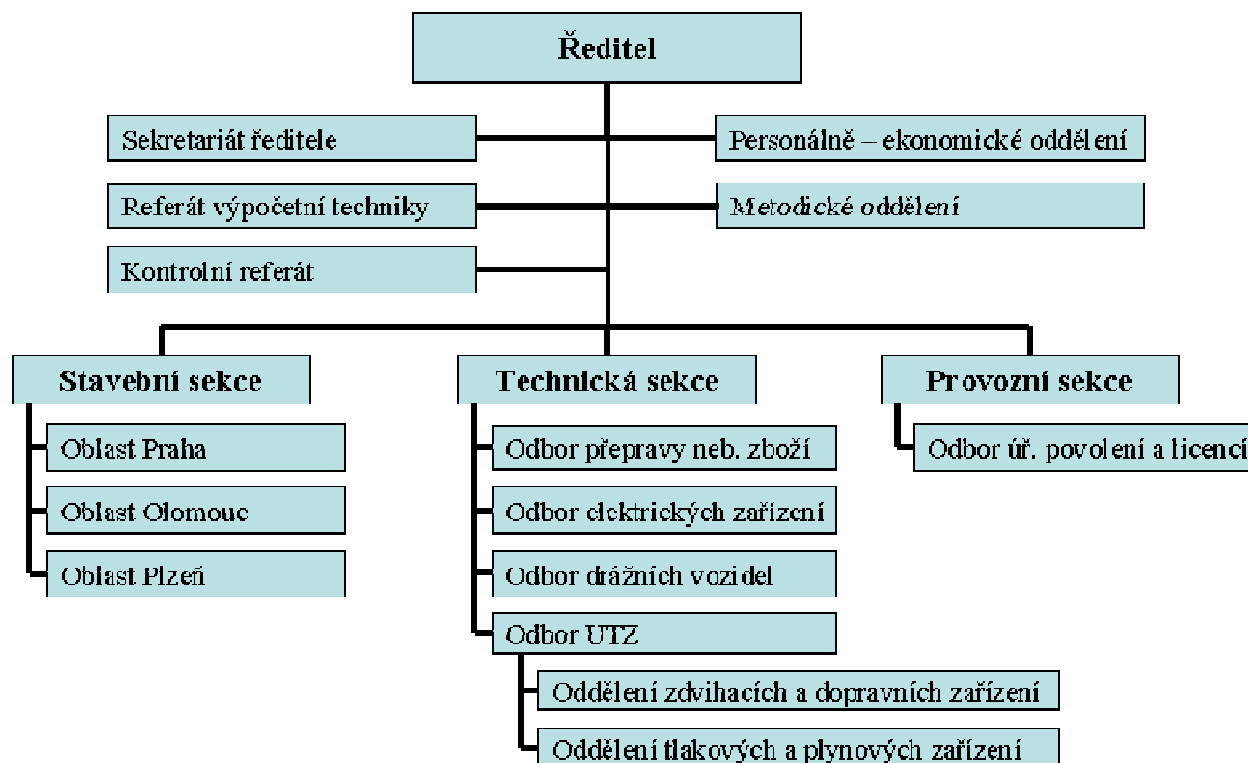 Ředitel
Sekretariát ředitele
Personálně – ekonomické oddělení
Referát výpočetní techniky
Metodické oddělení
Kontrolní referát
Stavební sekce
Technická sekce
Provozní sekce
Oblast Praha
Oblast Olomouc
Oblast Plzeň
Odbor přepravy neb. zboží
Odbor elektrických zařízení
Odbor drážních vozidel
Odbor UTZ
Oddělení zdvihacích a dopravních zařízení
Oddělení tlakových a plynových zařízení
Odbor úř. povolení a licencí